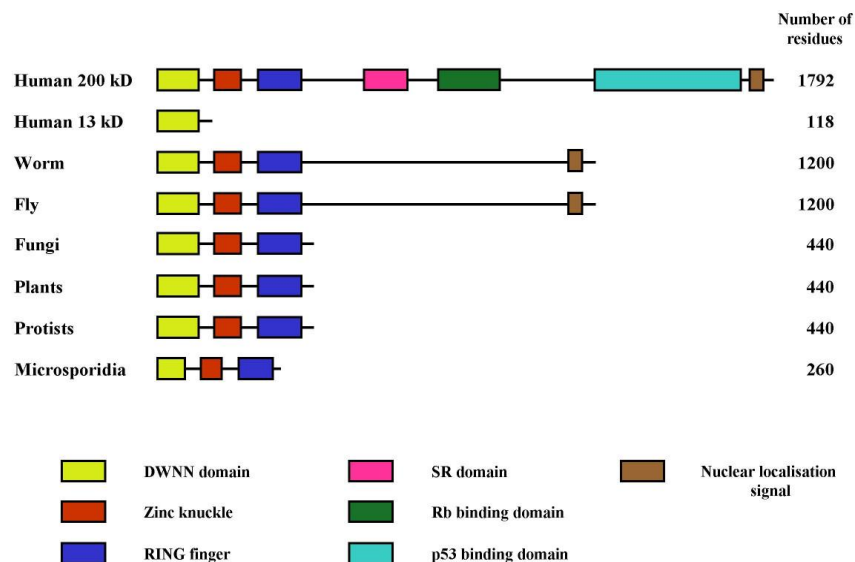 Number of
residues
Human 200 kD 1792
Human 13 kD 118
Worm 1200
Fly 1200
Fungi 440
Plants 440
Protists 440
Microsporidia 260
DWNN domain SR domain Nuclear localisation
signal
Zinc knuckle Rb binding domain
RING finger p53 binding domain